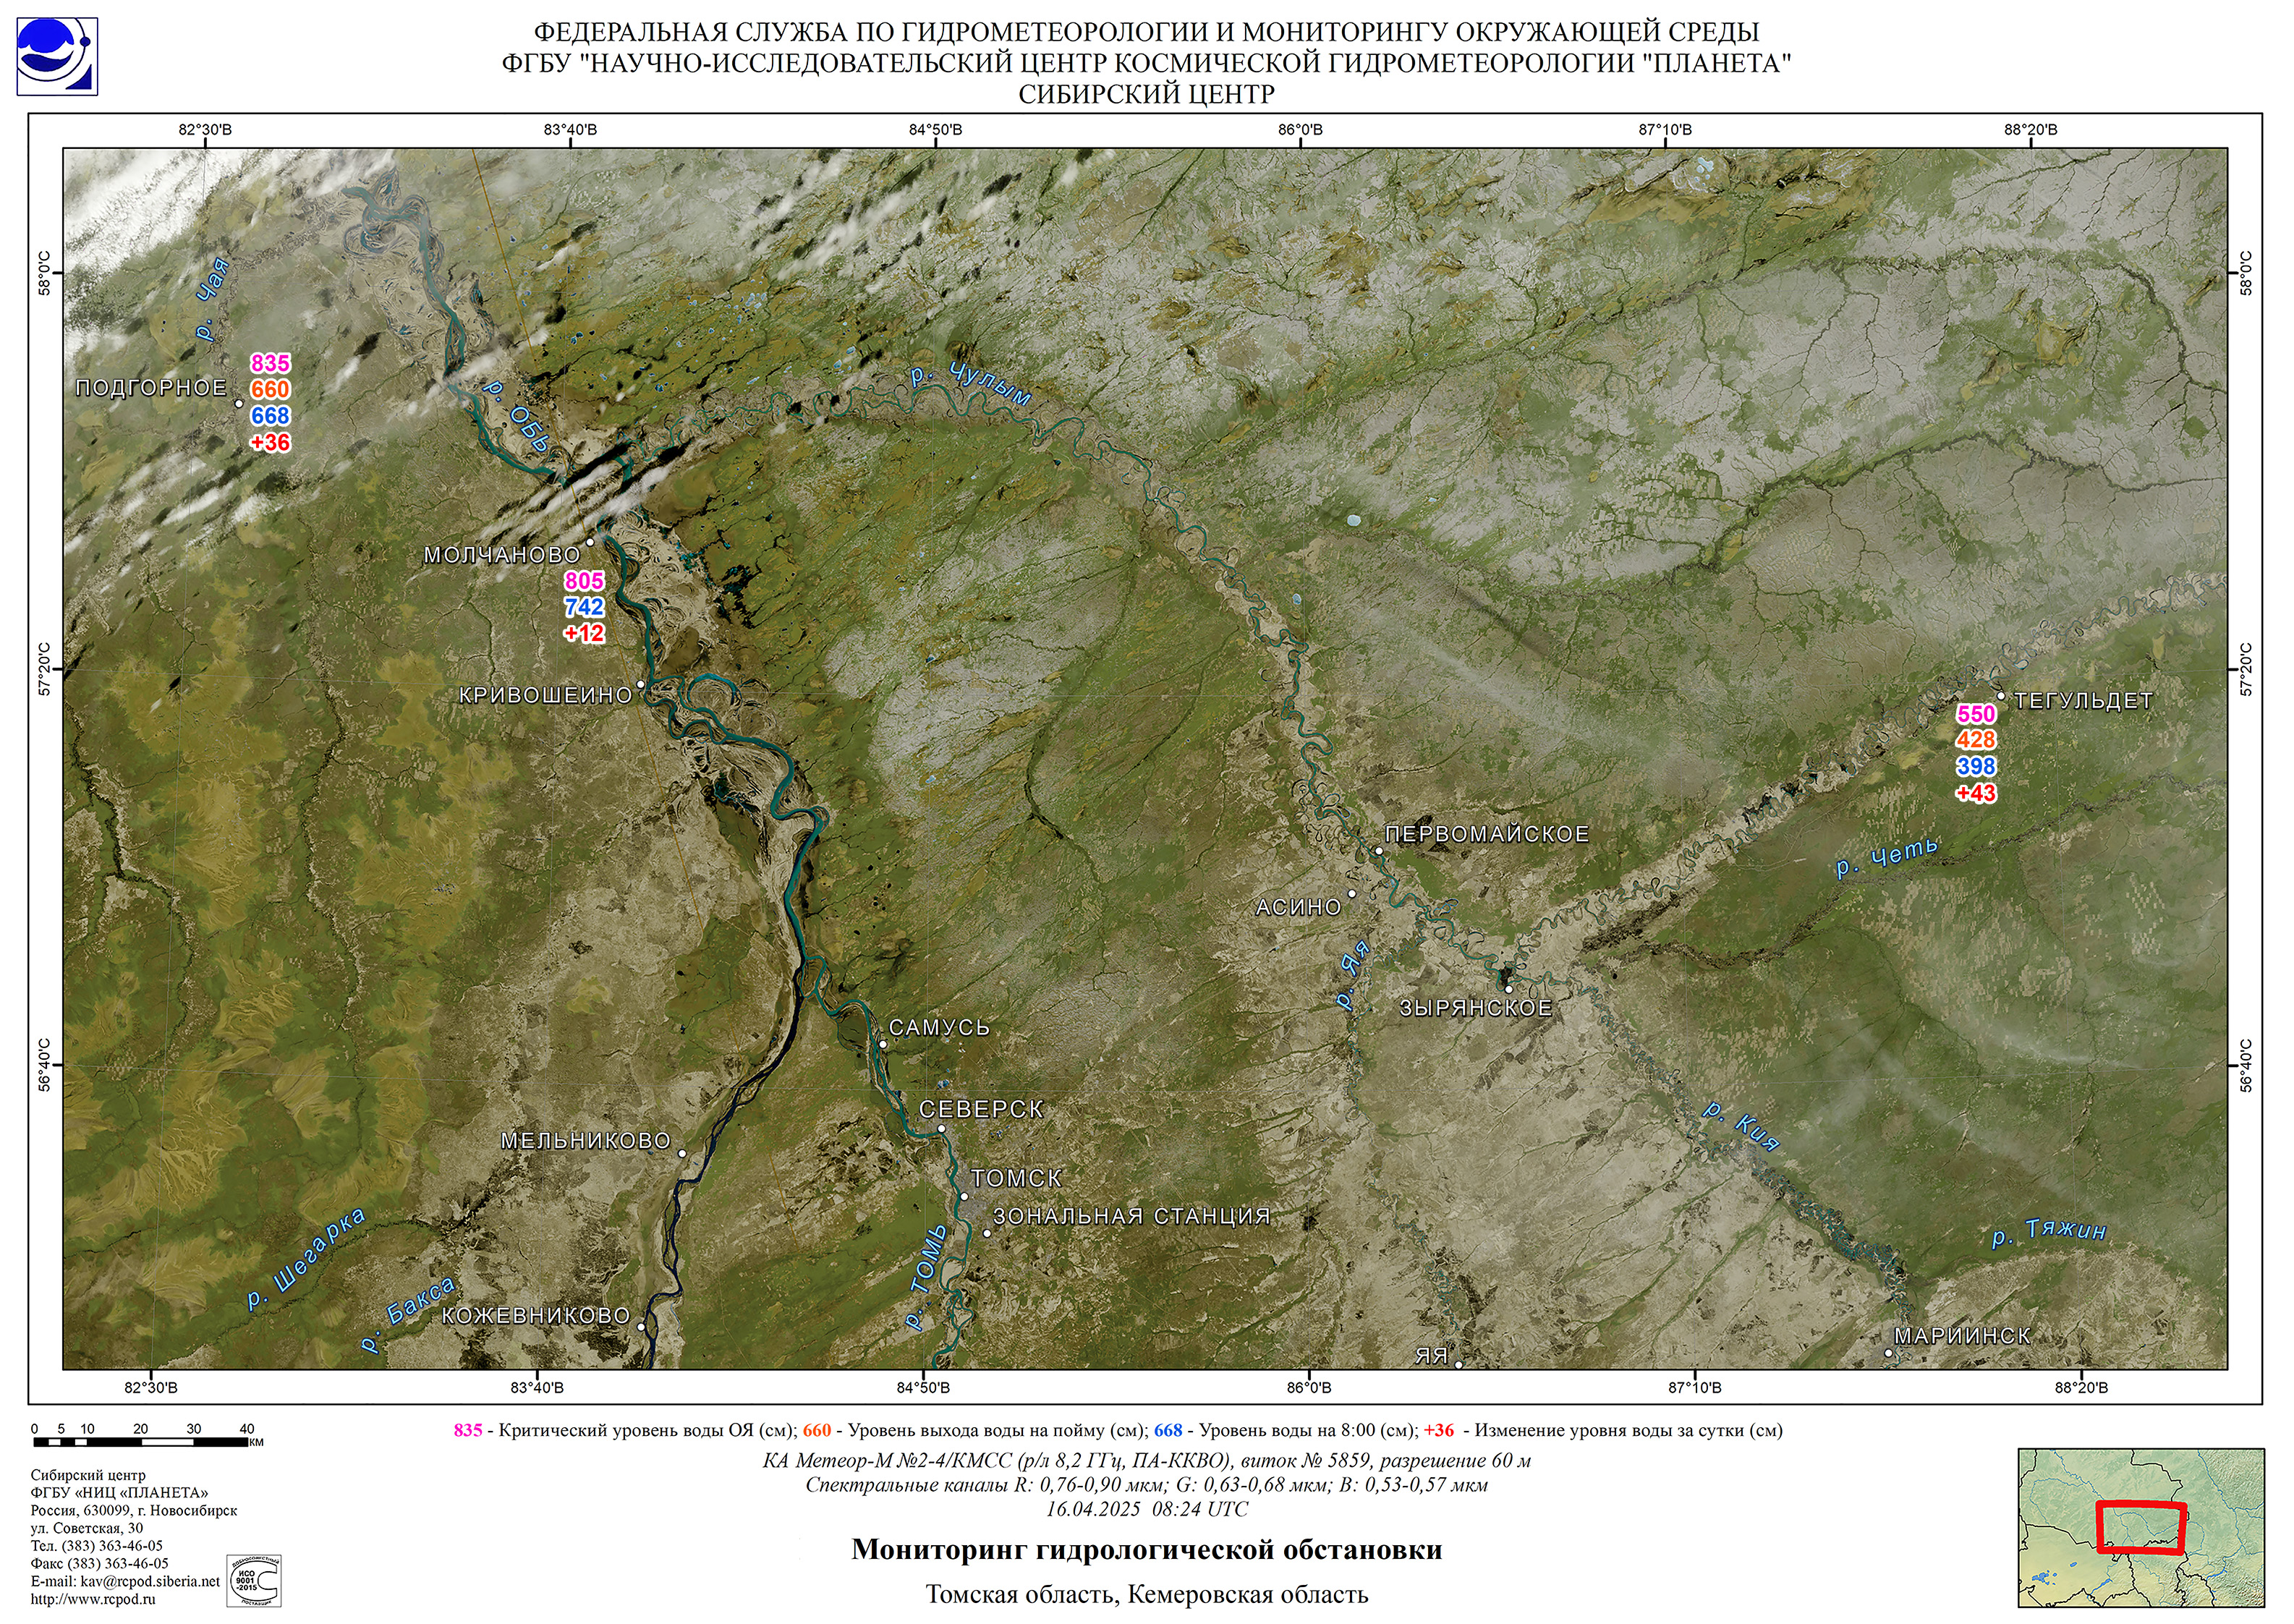 ФЕДЕРАЛЬНАЯ СЛУЖБА ПО ГИДРОМЕТЕОРОЛОГИИ И МОНИТОРИНГУ ОКРУЖАЮЩЕЙ СРЕДЫ
ФГБУ "НАУЧНО-ИССЛЕДОВАТЕЛЬСКИЙ ЦЕНТР КОСМИЧЕСКОЙ ГИДРОМЕТЕОРОЛОГИИ "ПЛАНЕТА"
СИБИРСКИЙ ЦЕНТР
82°30'В 83°40'В 84°50'В 86°0'В 87°10'В 88°20'В
58°0'С 58°0'С
р. Чая
835
ПОДГОРНОЕ 660
668
+36
р. ОБЬ
р. Чулым
МОЛЧАНОВО
805
742
+12
57°20'С 57°20'С
КРИВОШЕИНО
ТЕГУЛЬДЕТ
550
428
398
+43
ПЕРВОМАЙСКОЕ
р. Четь
АСИНО
р. Яя
ЗЫРЯНСКОЕ
САМУСЬ
56°40'С 56°40'С
СЕВЕРСК
р. Кия
МЕЛЬНИКОВО
ТОМСК
ЗОНАЛЬНАЯ СТАНЦИЯ
р. Шегарка
р. ТОМЬ
р. Тяжин
р. Бакса
КОЖЕВНИКОВО
МАРИИНСК
ЯЯ
82°30'В 83°40'В 84°50'В 86°0'В 87°10'В 88°20'В
0 5 10 20 30 40
КМ
835 - Критический уровень воды ОЯ (см); 660 - Уровень выхода воды на пойму (см); 668 - Уровень воды на 8:00 (см); +36 - Изменение уровня воды за сутки (см)
КА Метеор-М №2-4/КМСС (р/л 8,2 ГГц, ПА-ККВО), виток № 5859, разрешение 60 м
Спектральные каналы R: 0,76-0,90 мкм; G: 0,63-0,68 мкм; B: 0,53-0,57 мкм
16.04.2025 08:24 UTC
Мониторинг гидрологической обстановки
Томская область, Кемеровская область
Сибирский центр
ФГБУ «НИЦ «ПЛАНЕТА»
Россия, 630099, г. Новосибирск
ул. Советская, 30
Тел. (383) 363-46-05
Факс (383) 363-46-05
E-mail: kav@rcpod.siberia.net
http://www.rcpod.ru
ИСО
9001
-2015